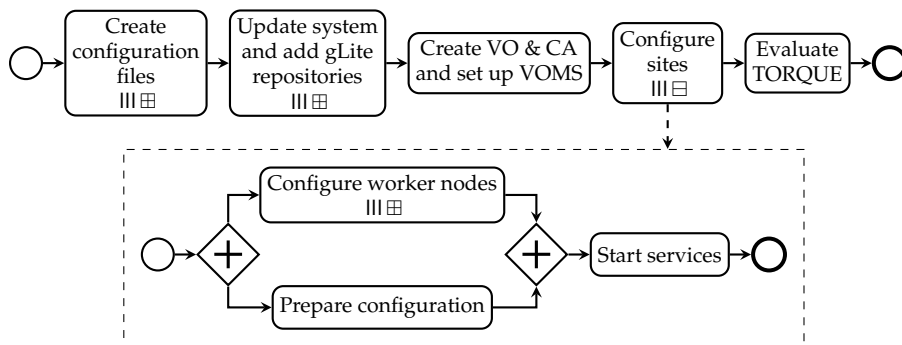 Create
configuration
files
Update system
and add gLite
repositories
Create VO & CA
and set up VOMS
Configure
sites
Evaluate
TORQUE
Configure worker nodes
Prepare configuration
Start services